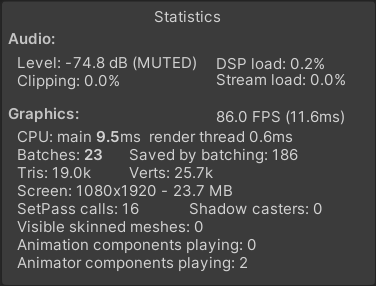 Statistics
Audio:
Level: -74.8 dB (MUTED) DSP load: 0.2%
Clipping: 0.0% Stream load: 0.0%
Graphics: 86.0 FPS (11.6ms)
CPU: main 9.5ms render thread 0.6ms
Batches: 23 Saved by batching: 186
Tris: 19.0k Verts: 25.7k
Screen: 1080x1920 - 23.7 MB
SetPass calls: 16 Shadow casters: 0
Visible skinned meshes: 0
Animation components playing: 0
Animator components playing: 2